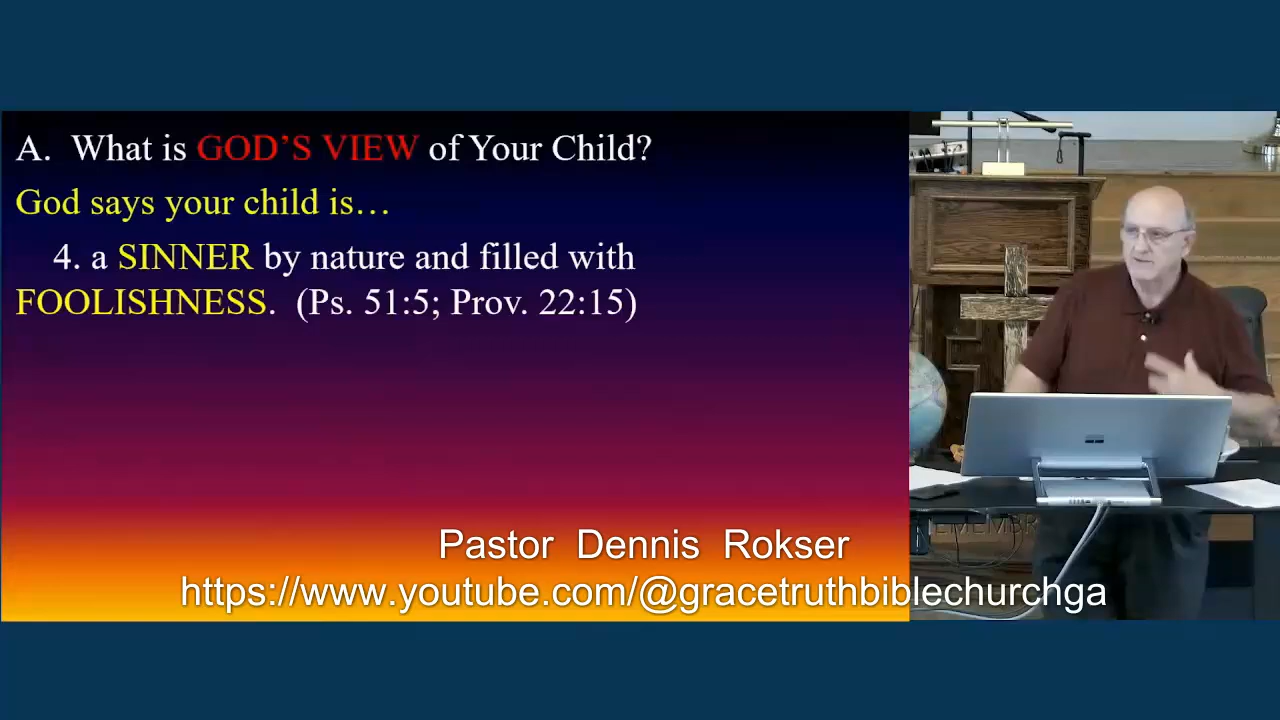 A. What is GOD'S VIEW of Your Child?
God says your child is…
4. a SINNER by nature and filled with
FOOLISHNESS. (Ps. 51:5; Prov. 22:15)
Pastor Dennis Rokser
https://www.youtube.com/@gracetruthbiblechurchga